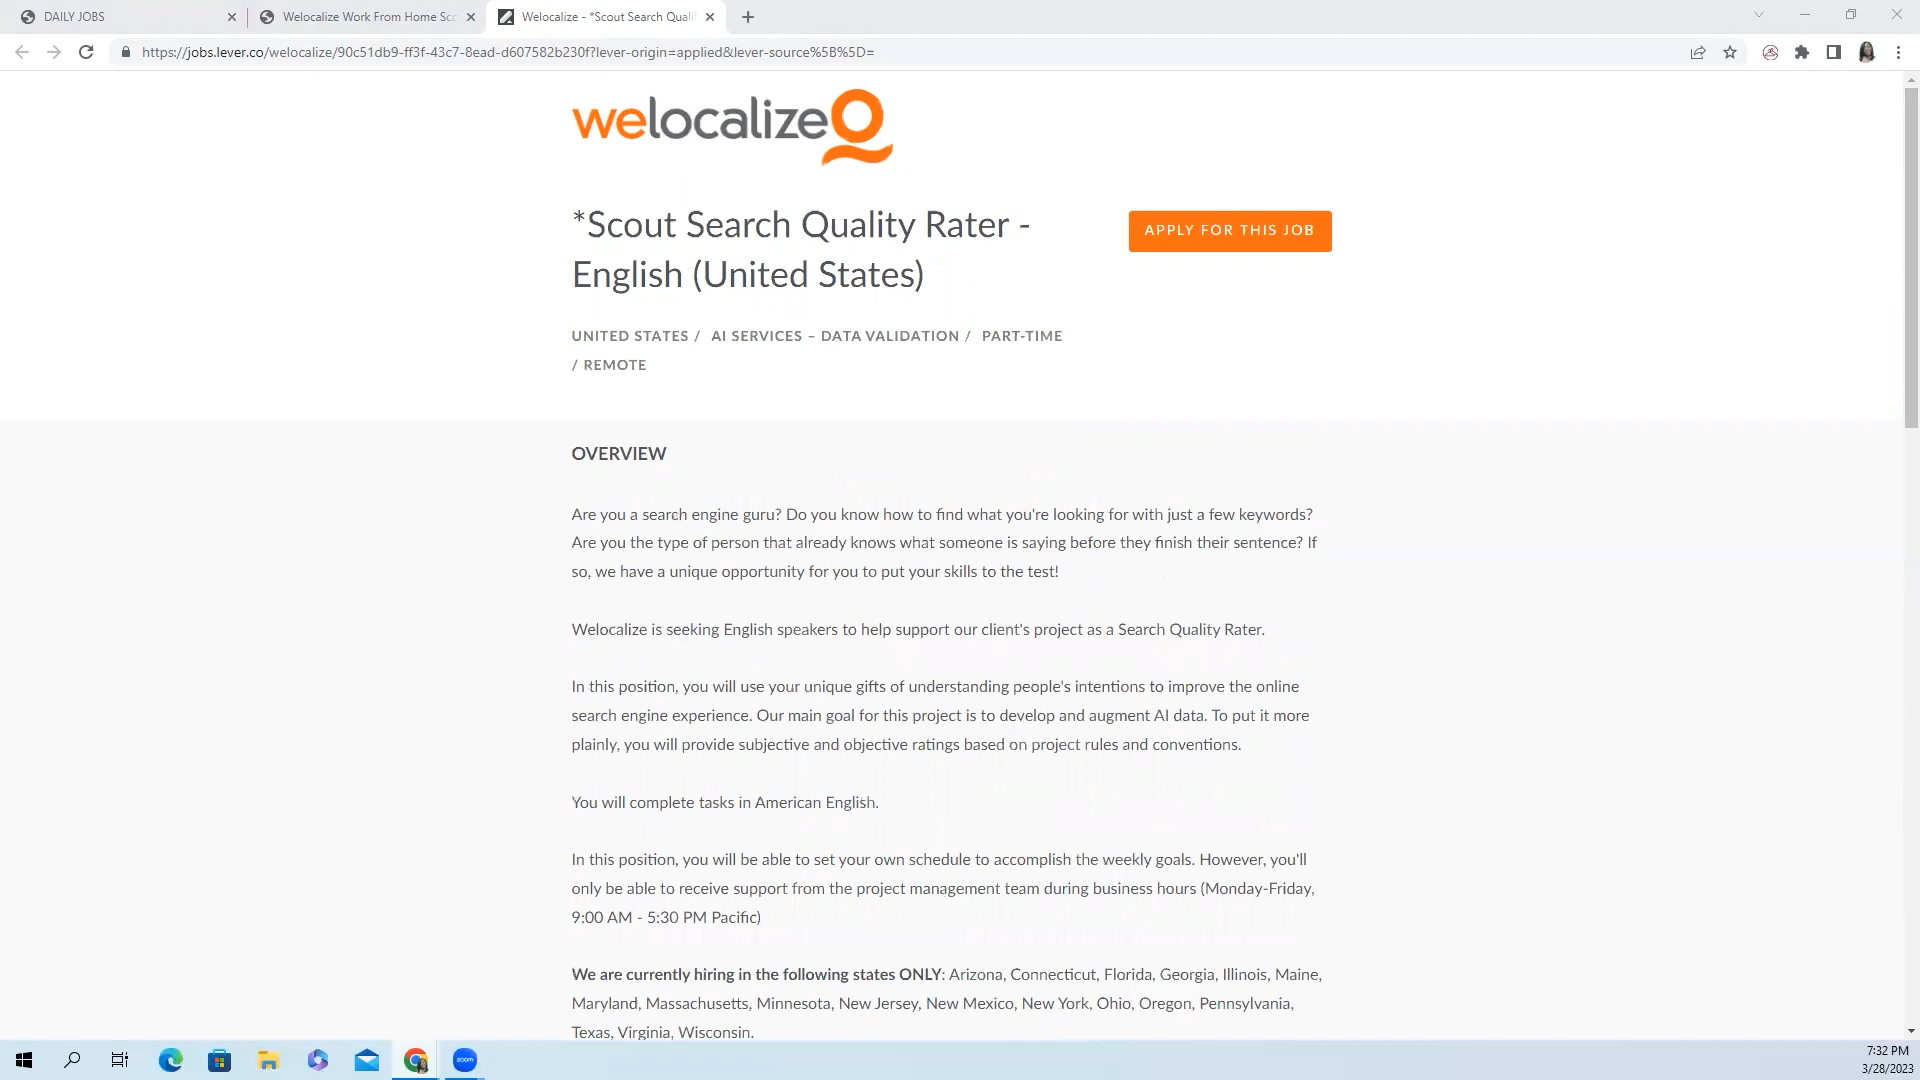 DAILY JOBS
Welocalize Work From Home Sco
Welocalize - *Scout Search Quali
https://jobs.lever.co/welocalize/90c51db9-ff3f-43c7-8ead-d607582b230f?lever-origin=applied&lever-source%5B%5D=
welocalize
*Scout Search Quality Rater -
English (United States)
APPLY FOR THIS JOB
UNITED STATES / AI SERVICES – DATA VALIDATION / PART-TIME
/ REMOTE
OVERVIEW
Are you a search engine guru? Do you know how to find what you're looking for with just a few keywords?
Are you the type of person that already knows what someone is saying before they finish their sentence? If
so, we have a unique opportunity for you to put your skills to the test!
Welocalize is seeking English speakers to help support our client's project as a Search Quality Rater.
In this position, you will use your unique gifts of understanding people's intentions to improve the online
search engine experience. Our main goal for this project is to develop and augment AI data. To put it more
plainly, you will provide subjective and objective ratings based on project rules and conventions.
You will complete tasks in American English.
In this position, you will be able to set your own schedule to accomplish the weekly goals. However, you'll
only be able to receive support from the project management team during business hours (Monday-Friday,
9:00 AM - 5:30 PM Pacific)
We are currently hiring in the following states ONLY: Arizona, Connecticut, Florida, Georgia, Illinois, Maine,
Maryland, Massachusetts, Minnesota, New Jersey, New Mexico, New York, Ohio, Oregon, Pennsylvania,
Texas, Virginia, Wisconsin.
zoom
7:32 PM
3/28/2023